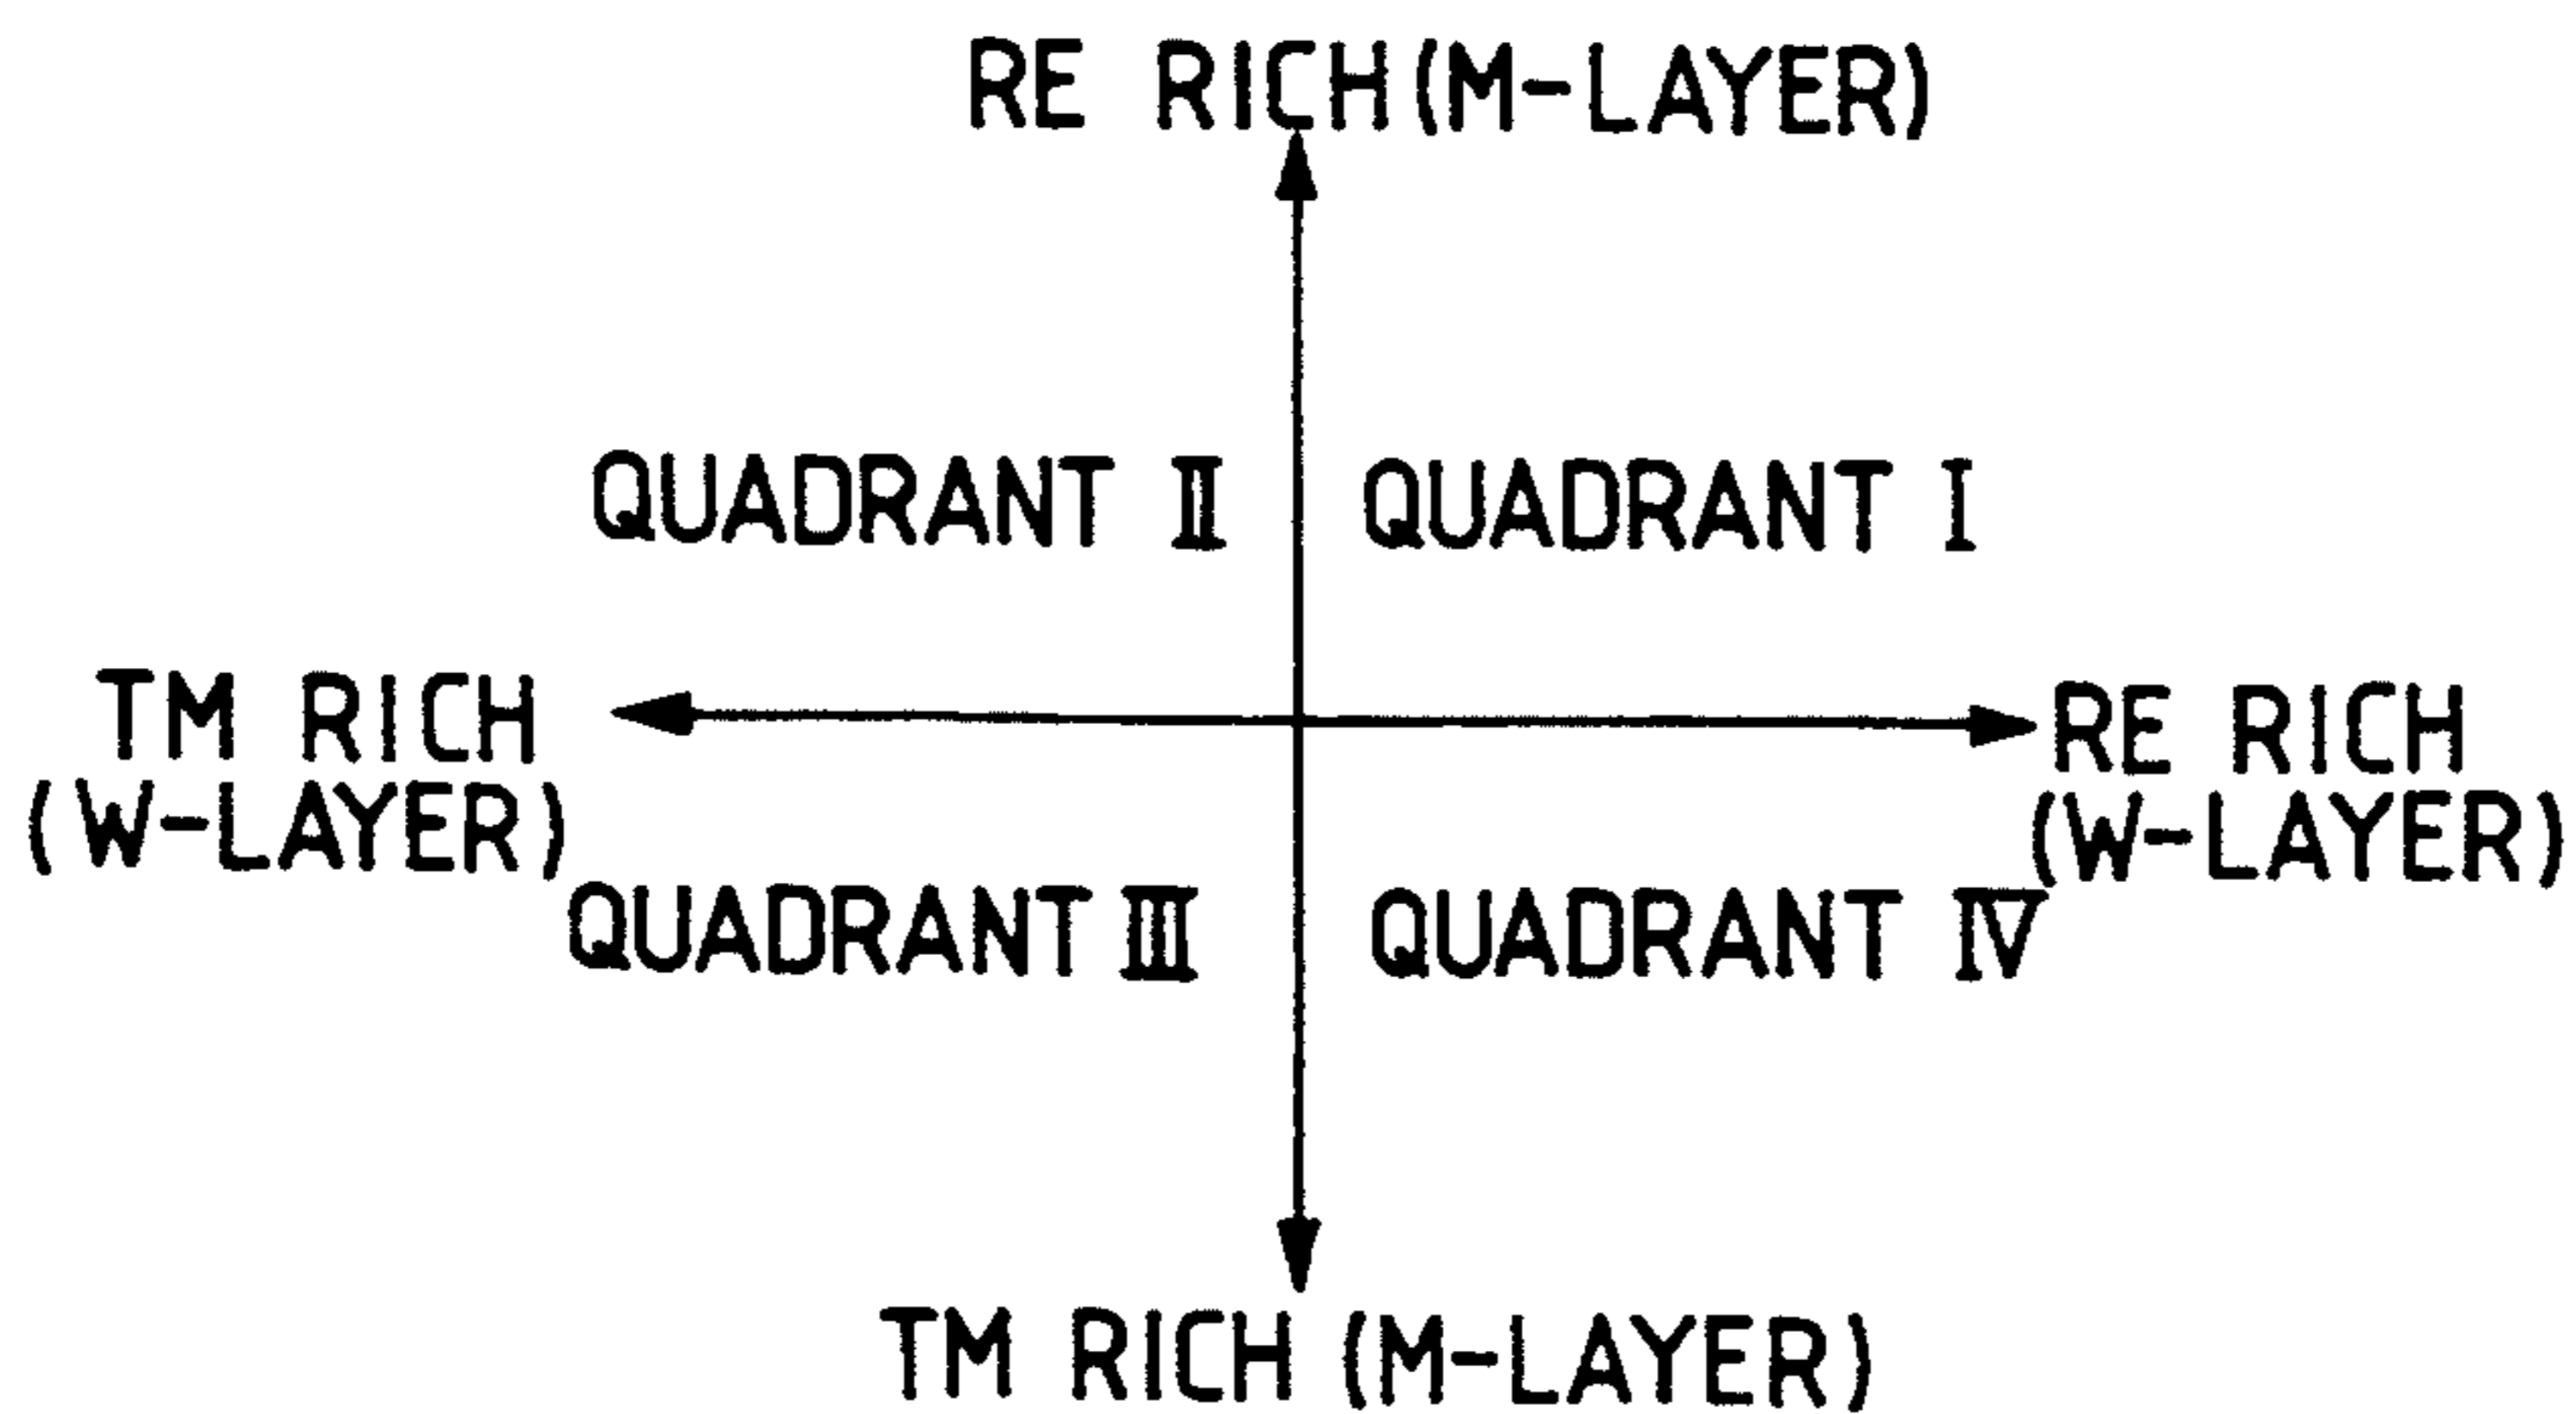 RE RICH (M-LAYER)
QUADRANT II
QUADRANT I
TM RICH
(W-LAYER)
RE RICH
(W-LAYER)
QUADRANT III
QUADRANT IV
TM RICH (M-LAYER)